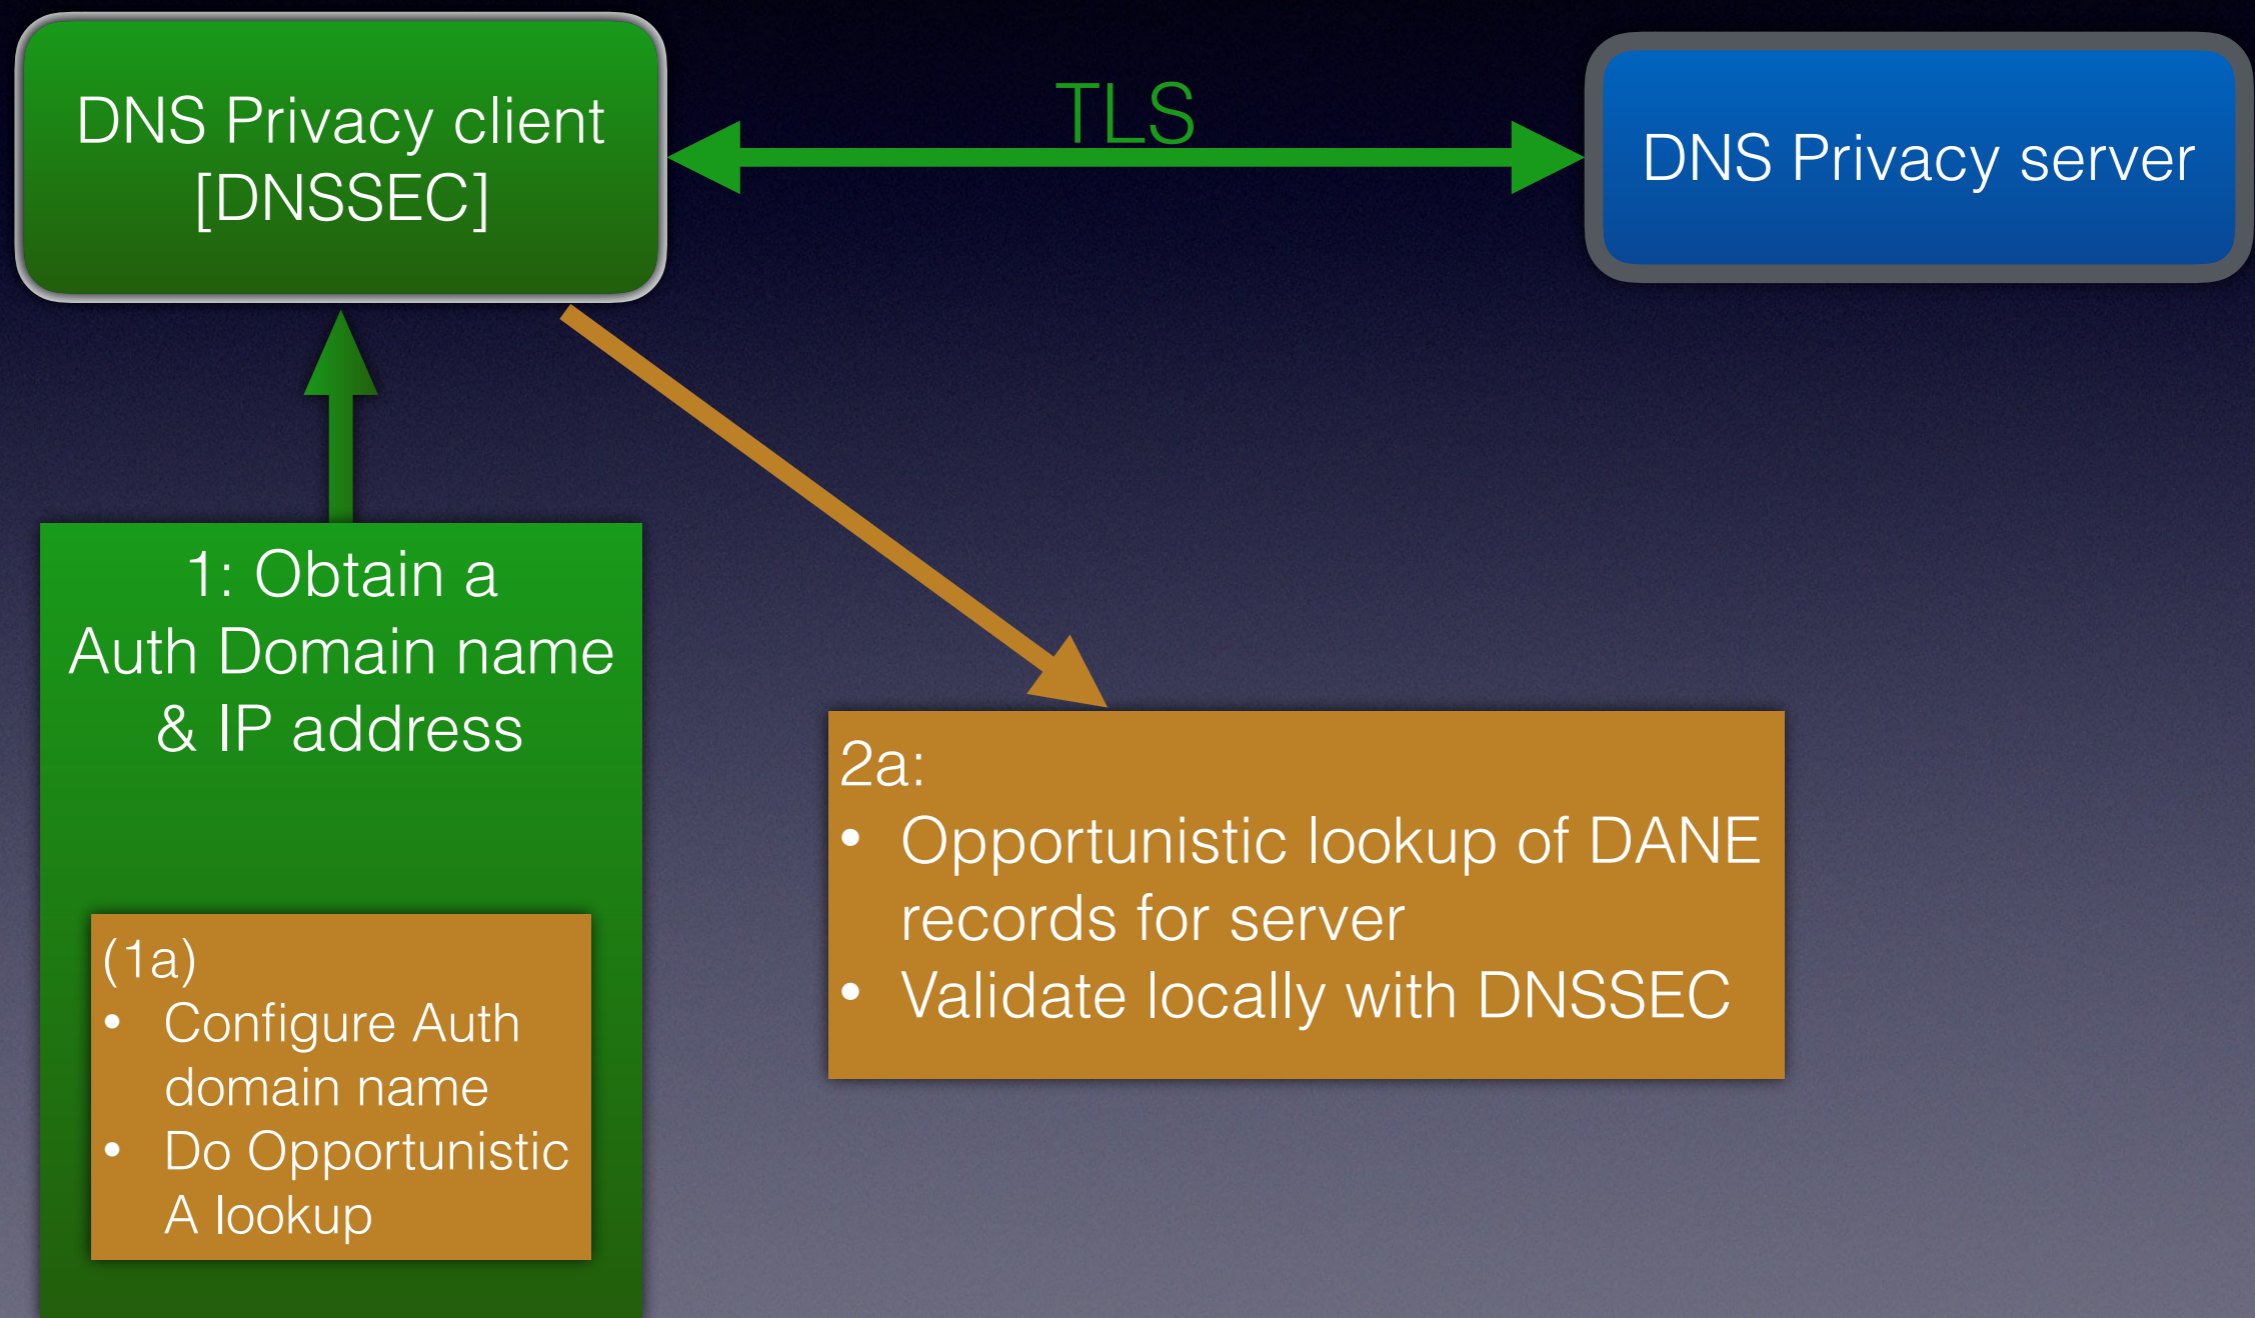 DNS Privacy client
[DNSSEC]
TLS
DNS Privacy server
1: Obtain a
Auth Domain name
& IP address
(1a)
• Configure Auth
domain name
• Do Opportunistic
A lookup
2a:
• Opportunistic lookup of DANE
records for server
• Validate locally with DNSSEC